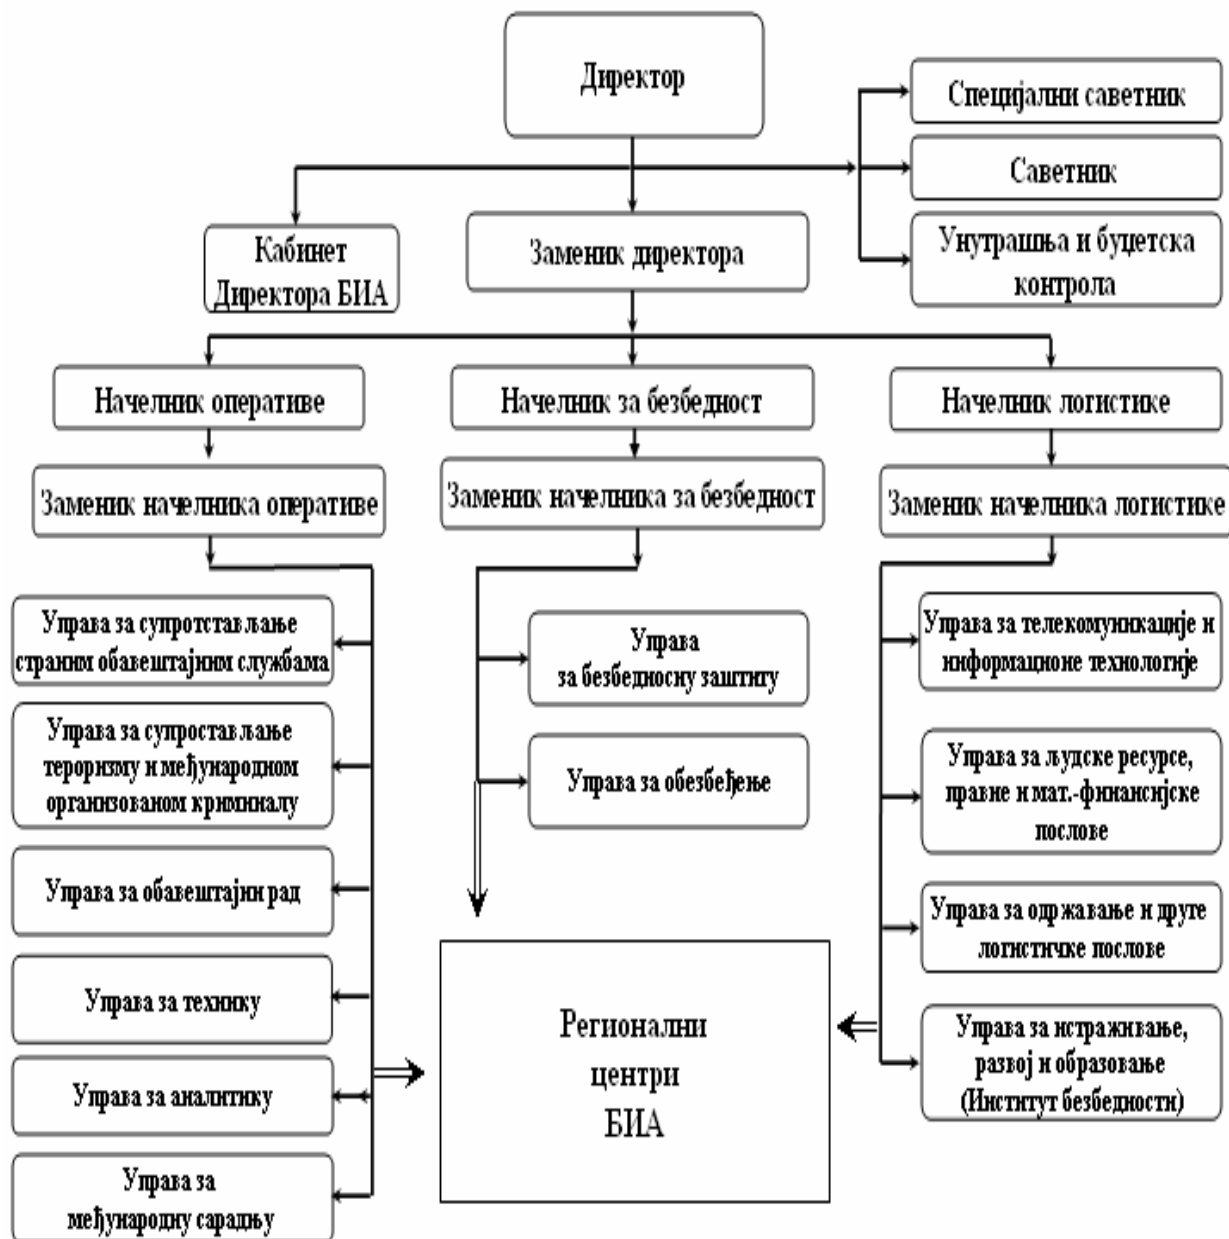 Директор
Специјални саветник
Саветник
Унутрашња и буџетска
контрола
Кабинет
Директора БИА
Заменик директора
Начелник оперативе
Начелник за безбедност
Начелник логистике
Заменик начелника оперативе
Заменик начелника за безбедност
Заменик начелника логистике
Управа за супротстављање
страним обавештајним службама
Управа за супростављање
тероризму и међународном
организованом криминалу
Управа за обавештајни рад
Управа за технику
Управа за аналитику
Управа за
међународну сарадњу
Управа
за безбедносну заштиту
Управа за обезбеђење
Регионални
центри
БИА
Управа за телекомуникације и
информационе технологије
Управа за људске ресурсе,
правне и мат.-финансијске
послове
Управа за одржавање и друге
логистичке послове
Управа за истраживање,
развој и образовање
(Институт безбедности)